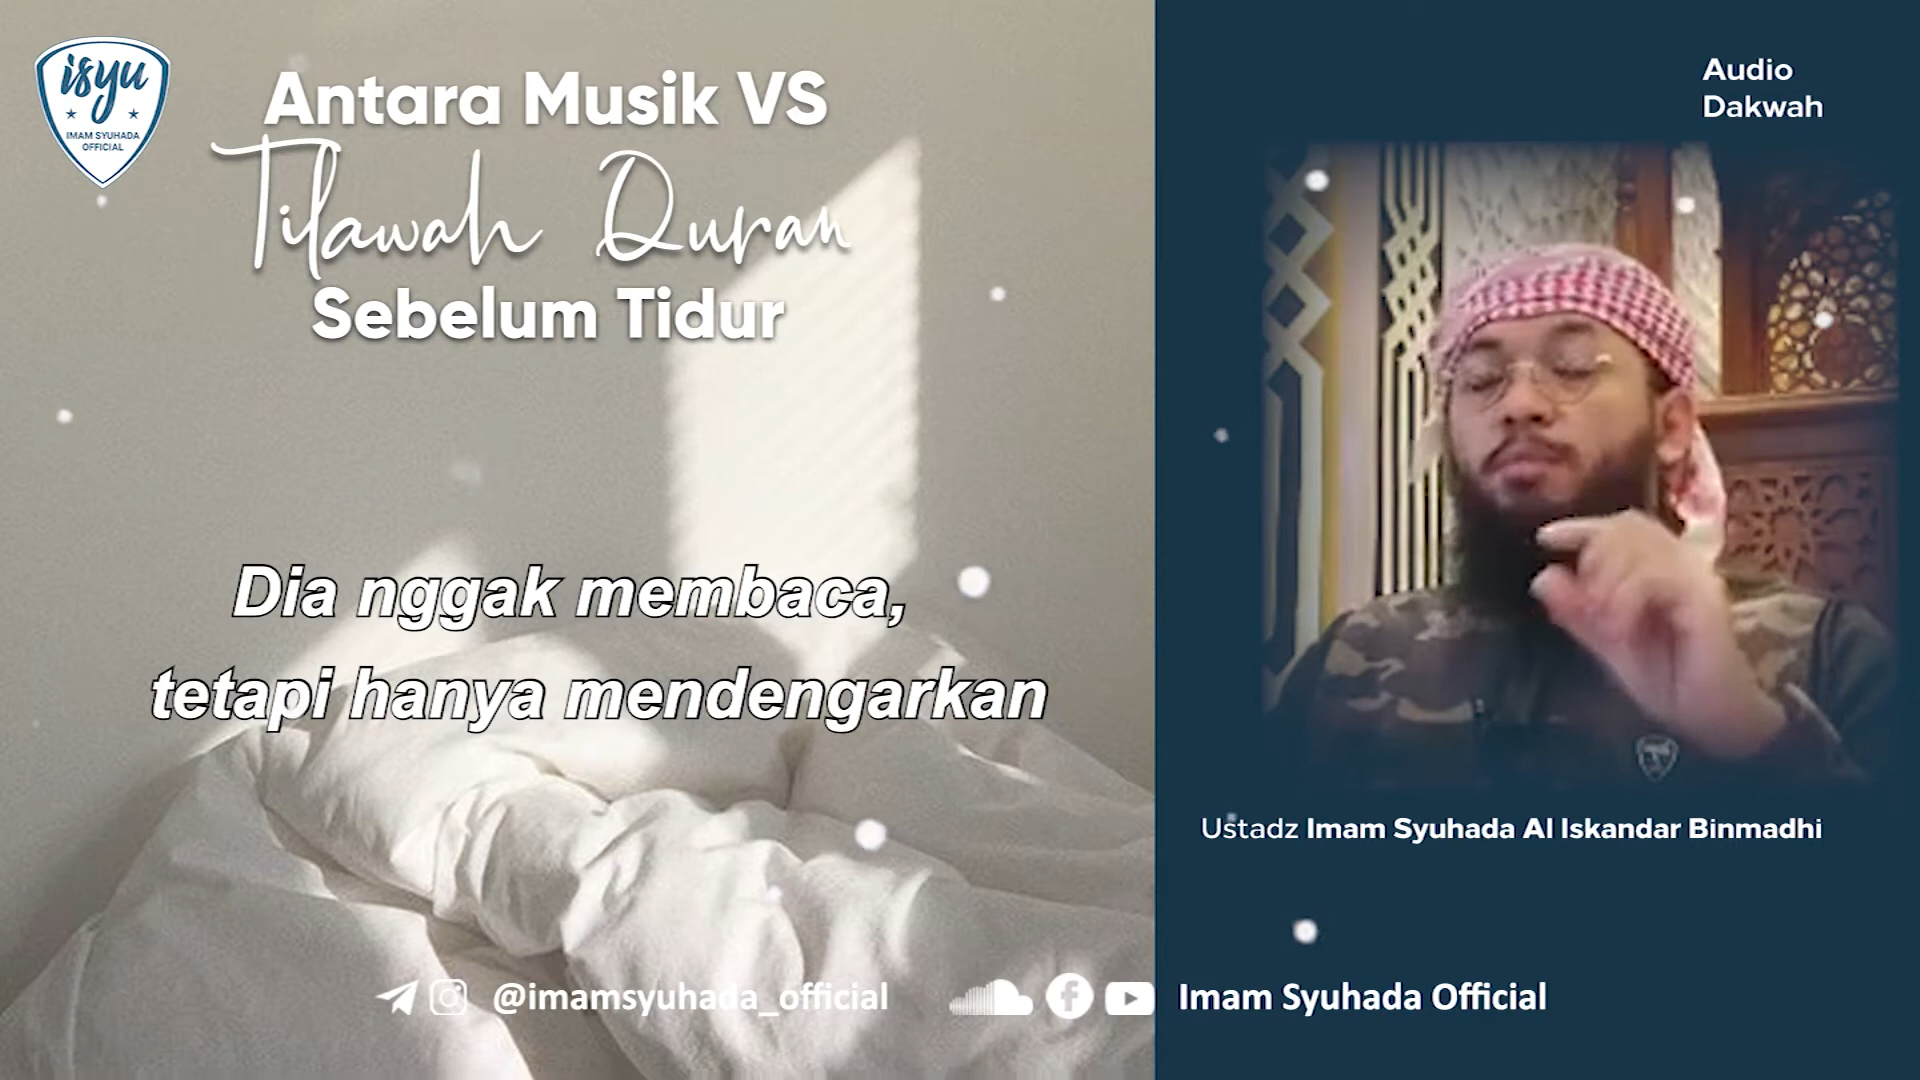 isyu
IMAM SYUHADA
OFFICIAL
Antara Musik VS
Tilawah Quran
Sebelum Tidur
Audio
Dakwah
Dia nggak membaca,
tetapi hanya mendengarkan
Ustadz Imam Syuhada Al Iskandar Binmadhi
@imamsyuhada_official
Imam Syuhada Official